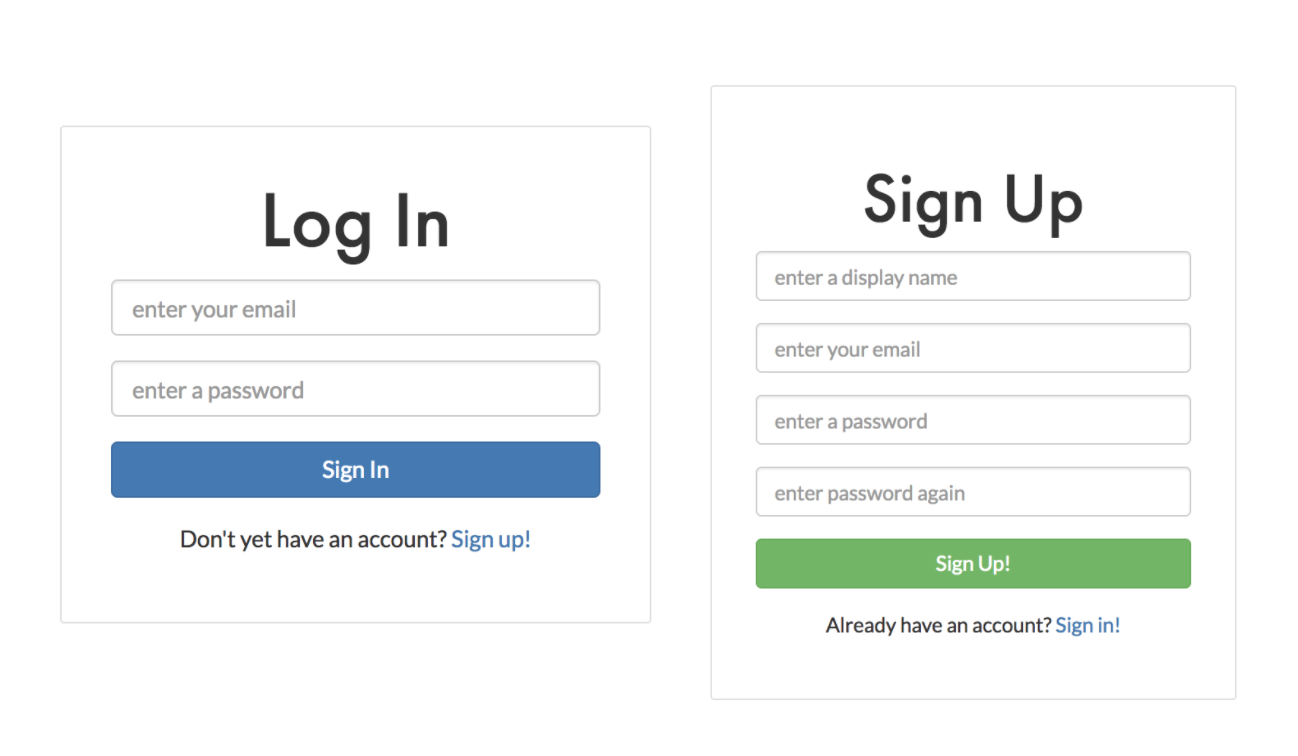 Log In
enter your email
enter a password
Sign In
Don't yet have an account? Sign up!
Sign Up
enter a display name
enter your email
enter a password
enter password again
Sign Up!
Already have an account? Sign in!